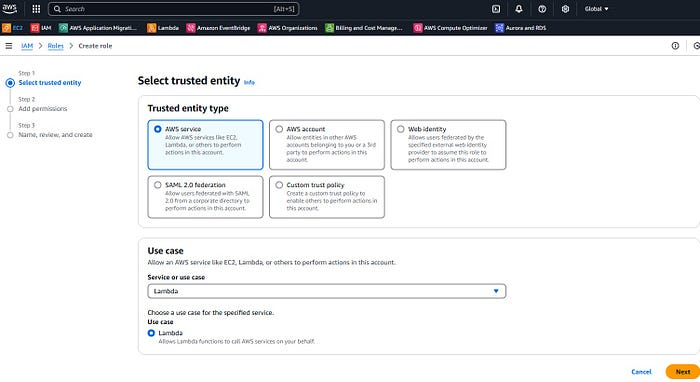 aws
Search
[Alt+S]
Global
EC2 IAM AWS Application Migrati... Lambda Amazon EventBridge AWS Organizations Billing and Cost Manage... AWS Compute Optimizer Aurora and RDS
IAM > Roles > Create role
Step 1
Select trusted entity
Step 2
Add permissions
Step 3
Name, review, and create
Select trusted entity Info
Trusted entity type
AWS service
Allow AWS services like EC2,
Lambda, or others to perform
actions in this account.
AWS account
Allow entities in other AWS
accounts belonging to you or a 3rd
party to perform actions in this
account.
Web identity
Allows users federated by the
specified external web identity
provider to assume this role to
perform actions in this account.
SAML 2.0 federation
Allow users federated with SAML
2.0 from a corporate directory to
perform actions in this account.
Custom trust policy
Create a custom trust policy to
enable others to perform actions in
this account.
Use case
Allow an AWS service like EC2, Lambda, or others to perform actions in this account.
Service or use case
Lambda
Choose a use case for the specified service.
Use case
Lambda
Allows Lambda functions to call AWS services on your behalf.
Cancel
Next